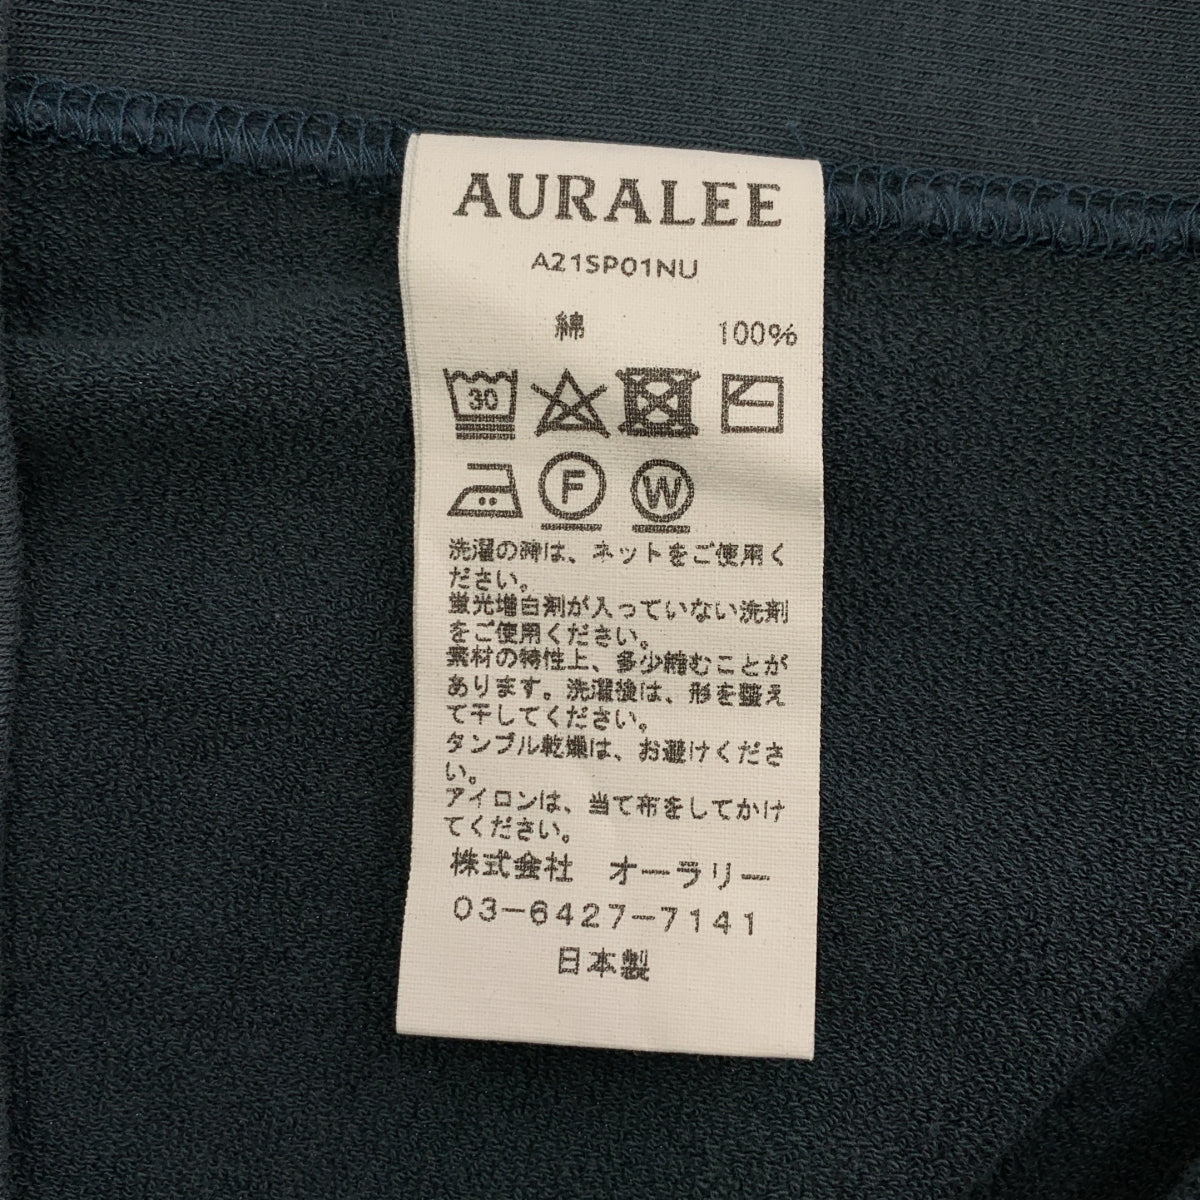 AURALEE
A21SP01NU
綿 100%
30
F W
洗濯の時は、ネットをご使用く
ださい。
蛍光増白剤が入っていない洗剤
をご使用ください。
素材の特性上、多少縮むことが
あります。洗濯後は、形を整え
て干してください。
タンブル乾燥は、お避けくださ
い。
アイロンは、当て布をしてかけ
てください。
株式会社 オーラリー
03-6427-7141
日本製